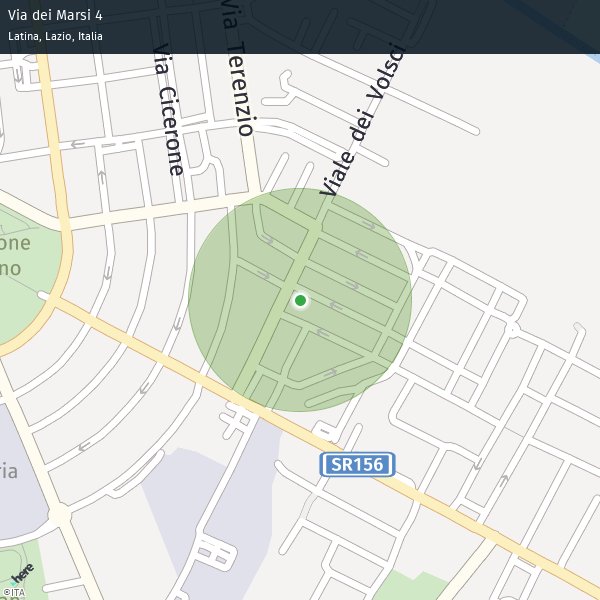 Via dei Marsi 4
Latina, Lazio, Italia
Via Terenzio
Via Cicerone
Viale dei Volsci
one
no
SR156
ria
here
©ITA